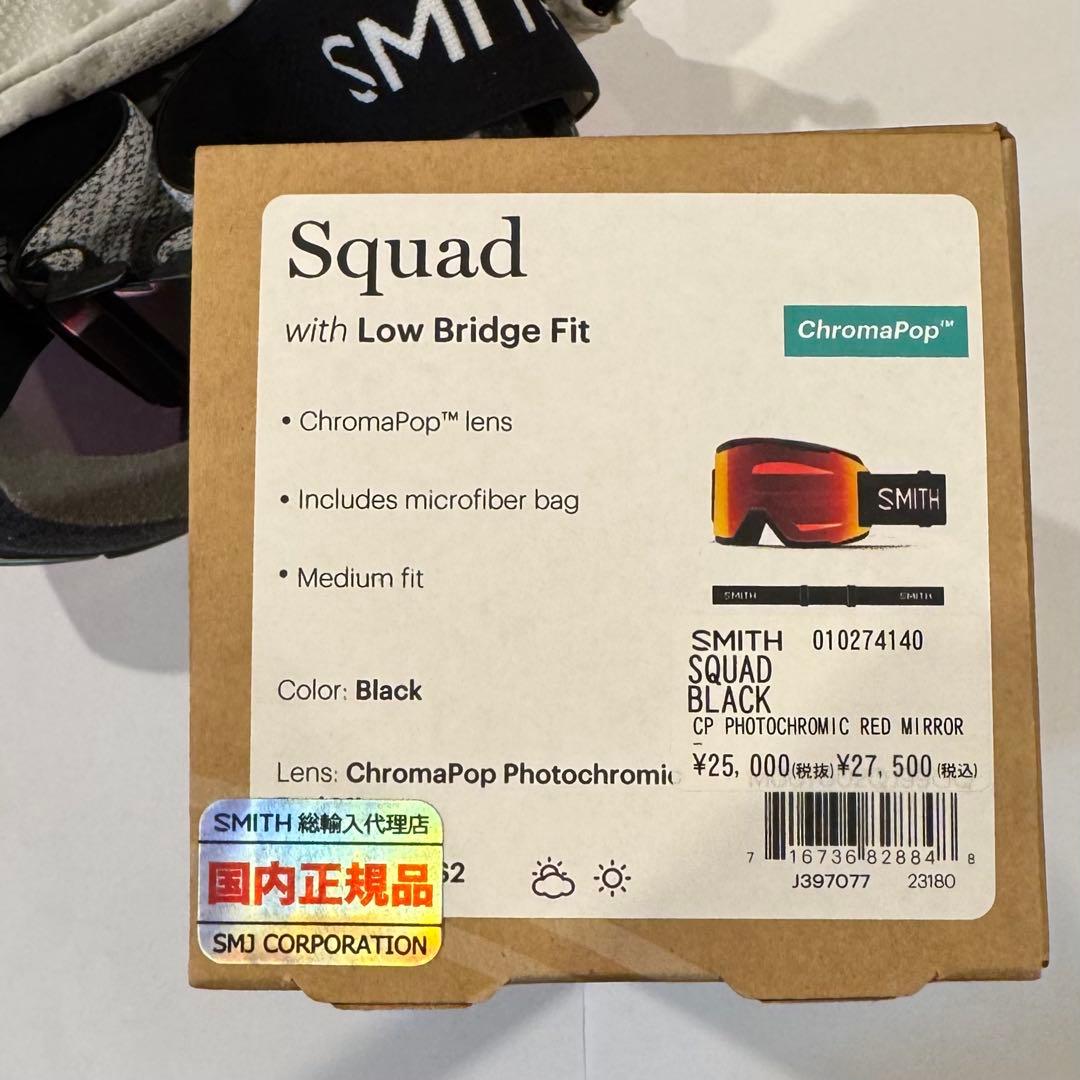 SMITH
Squad
with Low Bridge Fit
ChromaPop™
• ChromaPop™ lens
• Includes microfiber bag
• Medium fit
SMITH
SMITH SMITH
Color: Black
Lens: ChromaPop Photochromic
SMITH 010274140
SQUAD
BLACK
CP PHOTOCHROMIC RED MIRROR
-
¥25,000(税抜)¥27,500(税込)
7 16736 82884 8
J397077 23180
S2
SMITH 総輸入代理店
国内正規品
SMJ CORPORATION